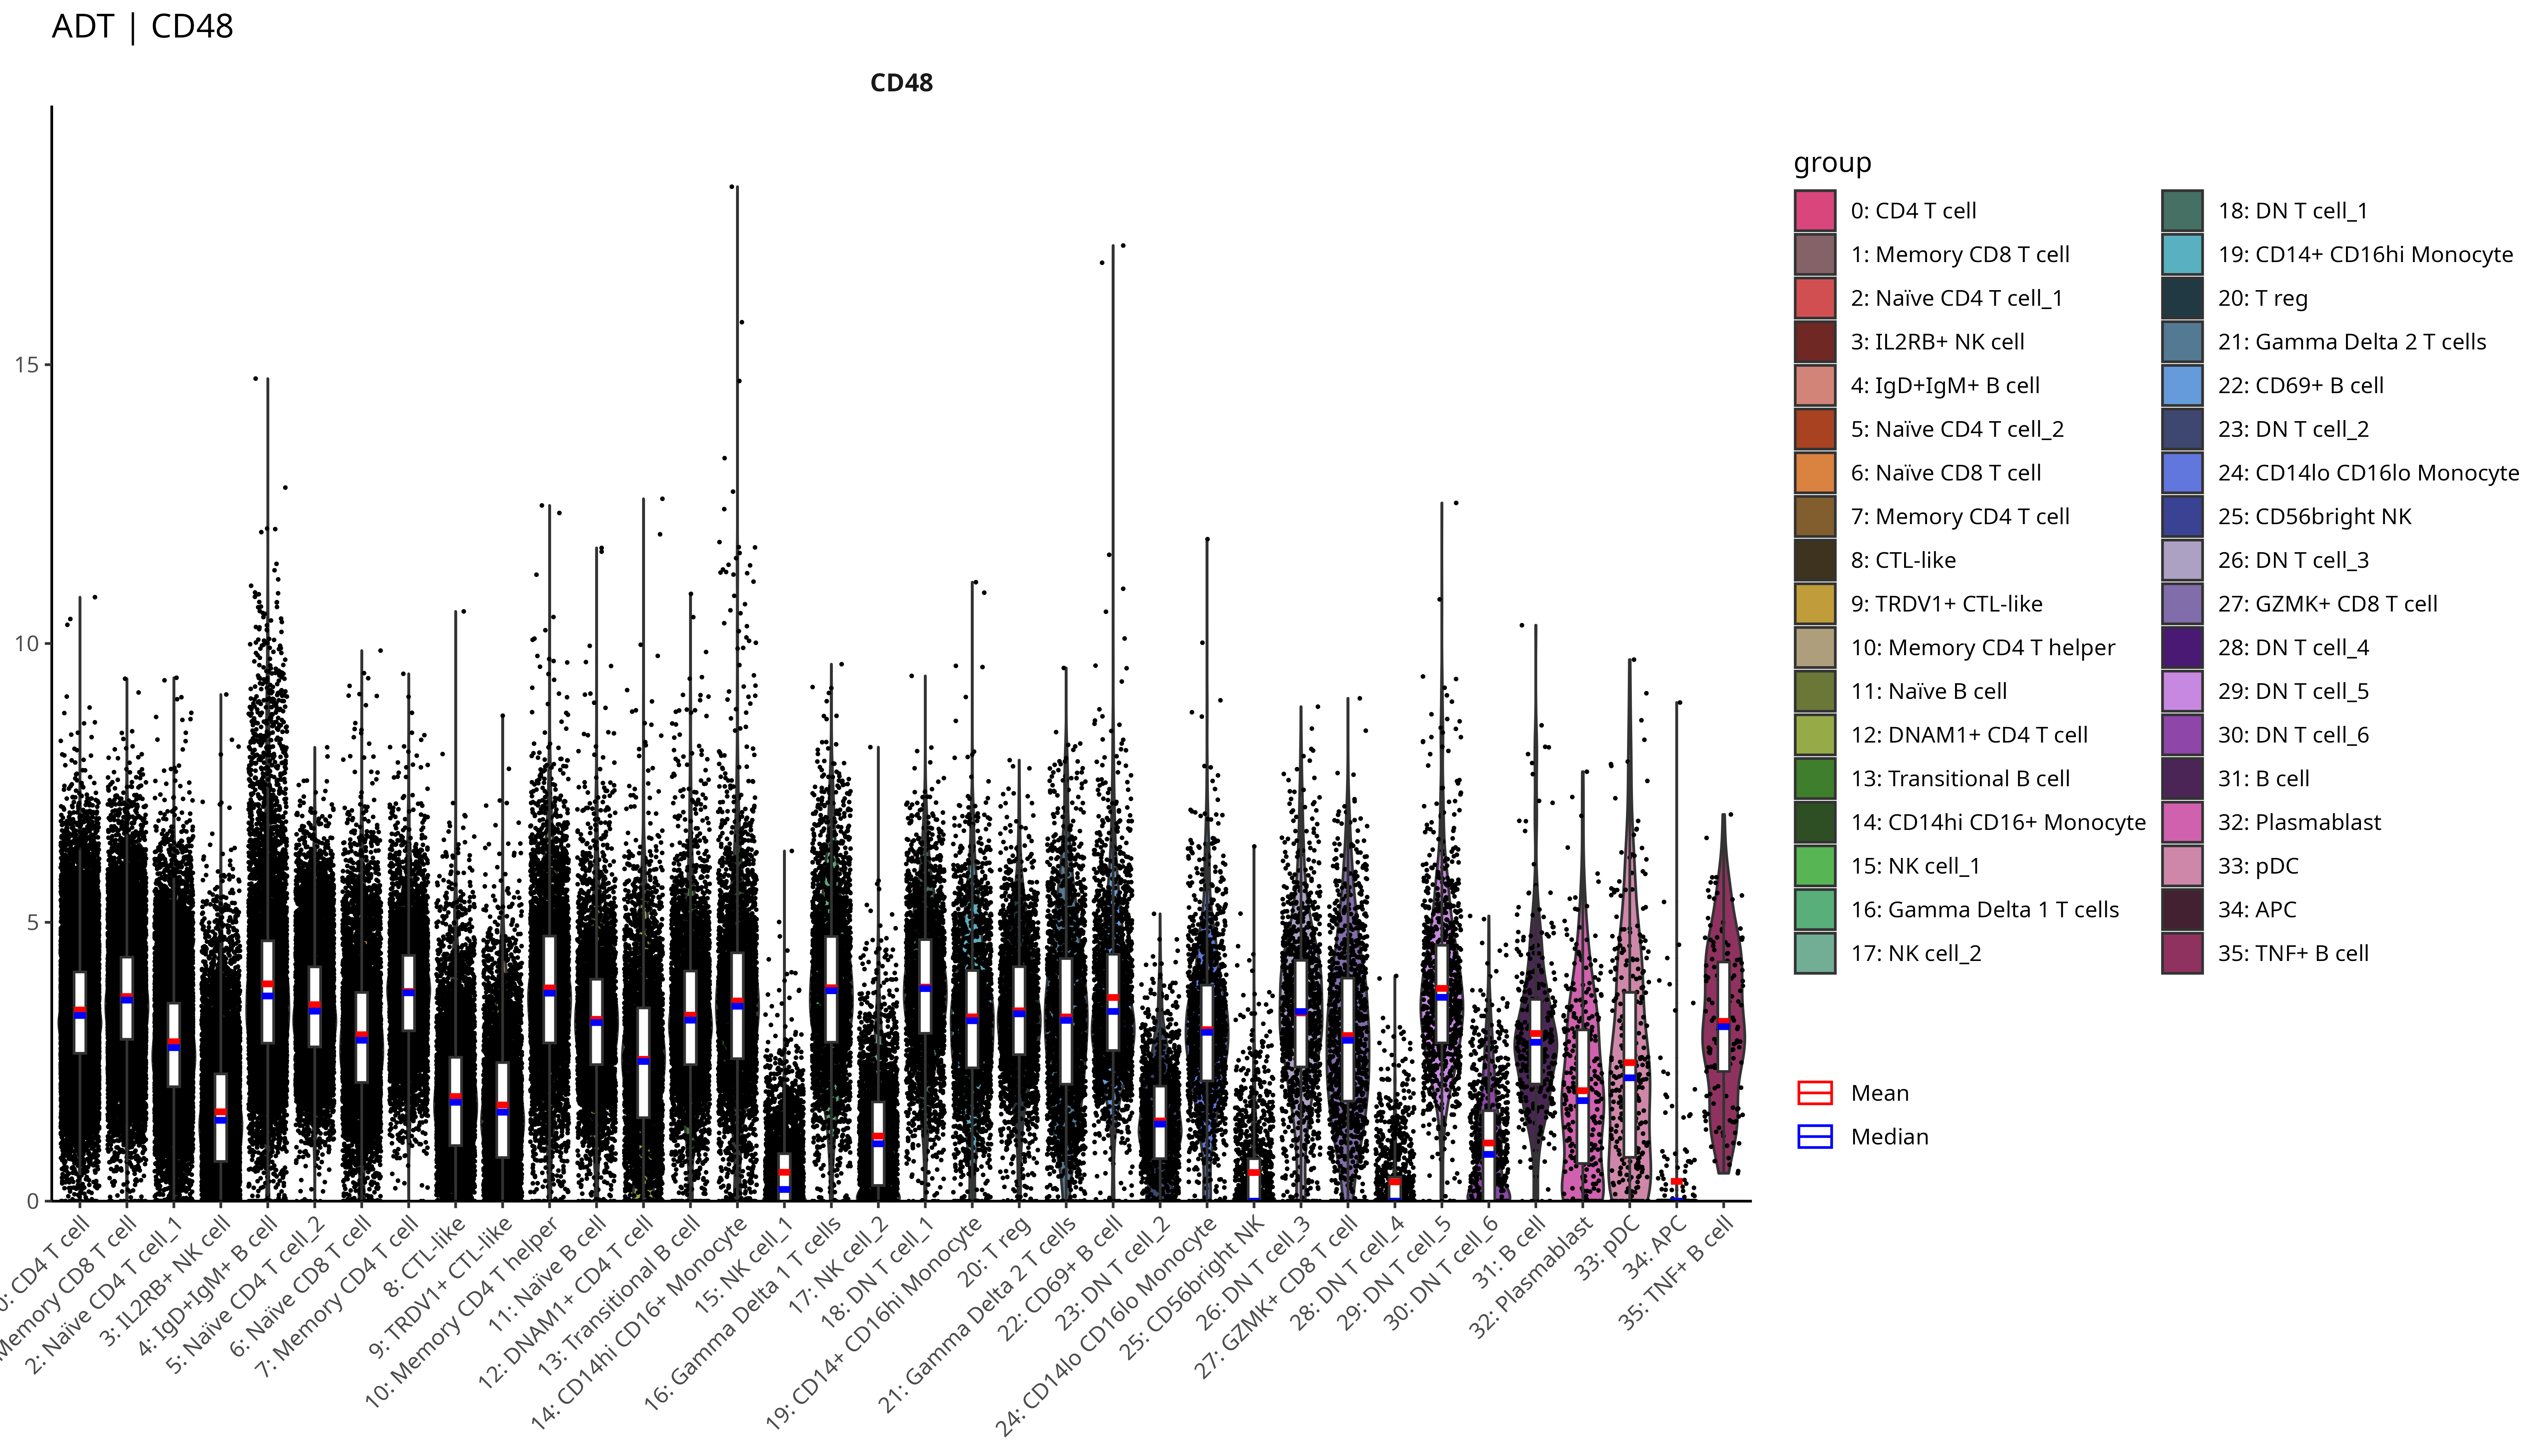 ADT | CD48
CD48
15
10
5
0
0: CD4 T cell
Memory CD8 T cell
2: Naïve CD4 T cell_1
3: IL2RB+ NK cell
4: IgD+IgM+ B cell
5: Naïve CD4 T cell_2
6: Naïve CD8 T cell
7: Memory CD4 T cell
8: CTL-like
9: TRDV1+ CTL-like
10: Memory CD4 T helper
11: Naïve B cell
12: DNAM1+ CD4 T cell
13: Transitional B cell
14: CD14hi CD16+ Monocyte
15: NK cell_1
16: Gamma Delta 1 T cells
17: NK cell_2
18: DN T cell_1
19: CD14+ CD16hi Monocyte
20: T reg
21: Gamma Delta 2 T cells
22: CD69+ B cell
23: DN T cell_2
24: CD14lo CD16lo Monocyte
25: CD56bright NK
26: DN T cell_3
27: GZMK+ CD8 T cell
28: DN T cell_4
29: DN T cell_5
30: DN T cell_6
31: B cell
32: Plasmablast
33: pDC
34: APC
35: TNF+ B cell
group
0: CD4 T cell
1: Memory CD8 T cell
2: Naïve CD4 T cell_1
3: IL2RB+ NK cell
4: IgD+IgM+ B cell
5: Naïve CD4 T cell_2
6: Naïve CD8 T cell
7: Memory CD4 T cell
8: CTL-like
9: TRDV1+ CTL-like
10: Memory CD4 T helper
11: Naïve B cell
12: DNAM1+ CD4 T cell
13: Transitional B cell
14: CD14hi CD16+ Monocyte
15: NK cell_1
16: Gamma Delta 1 T cells
17: NK cell_2
18: DN T cell_1
19: CD14+ CD16hi Monocyte
20: T reg
21: Gamma Delta 2 T cells
22: CD69+ B cell
23: DN T cell_2
24: CD14lo CD16lo Monocyte
25: CD56bright NK
26: DN T cell_3
27: GZMK+ CD8 T cell
28: DN T cell_4
29: DN T cell_5
30: DN T cell_6
31: B cell
32: Plasmablast
33: pDC
34: APC
35: TNF+ B cell
Mean
Median